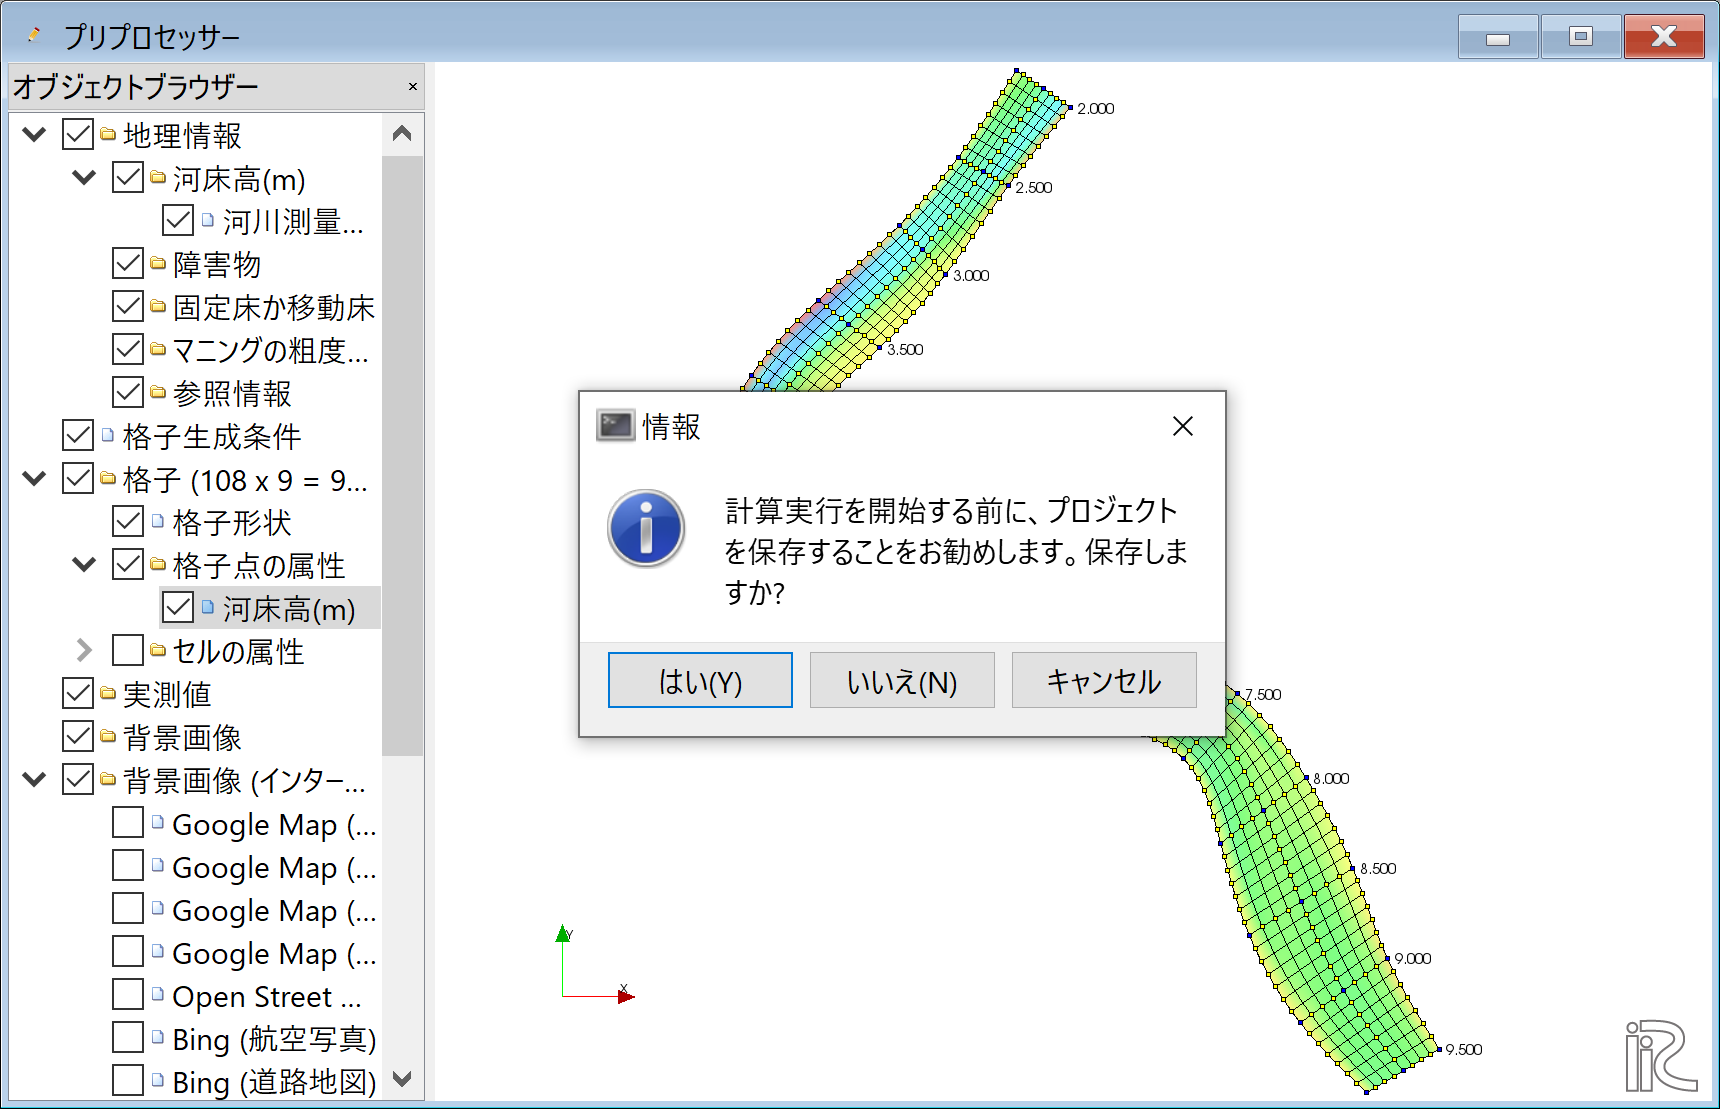 プリプロセッサー
オブジェクトブラウザー
地理情報
河床高(m)
河川測量...
障害物
固定床か移動床
マニングの粗度...
参照情報
格子生成条件
格子 (108 x 9 = 9...
格子形状
格子点の属性
河床高(m)
セルの属性
実測値
背景画像
背景画像 (インター...
Google Map (...
Google Map (...
Google Map (...
Google Map (...
Open Street ...
Bing (航空写真)
Bing (道路地図)
2.000
2.500
3.000
3.500
情報
計算実行を開始する前に、プロジェクト
を保存することをお勧めします。保存しま
すか?
はい(Y)
いいえ(N)
キャンセル
7.500
8.000
8.500
9.000
9.500
Y
X
iRIC